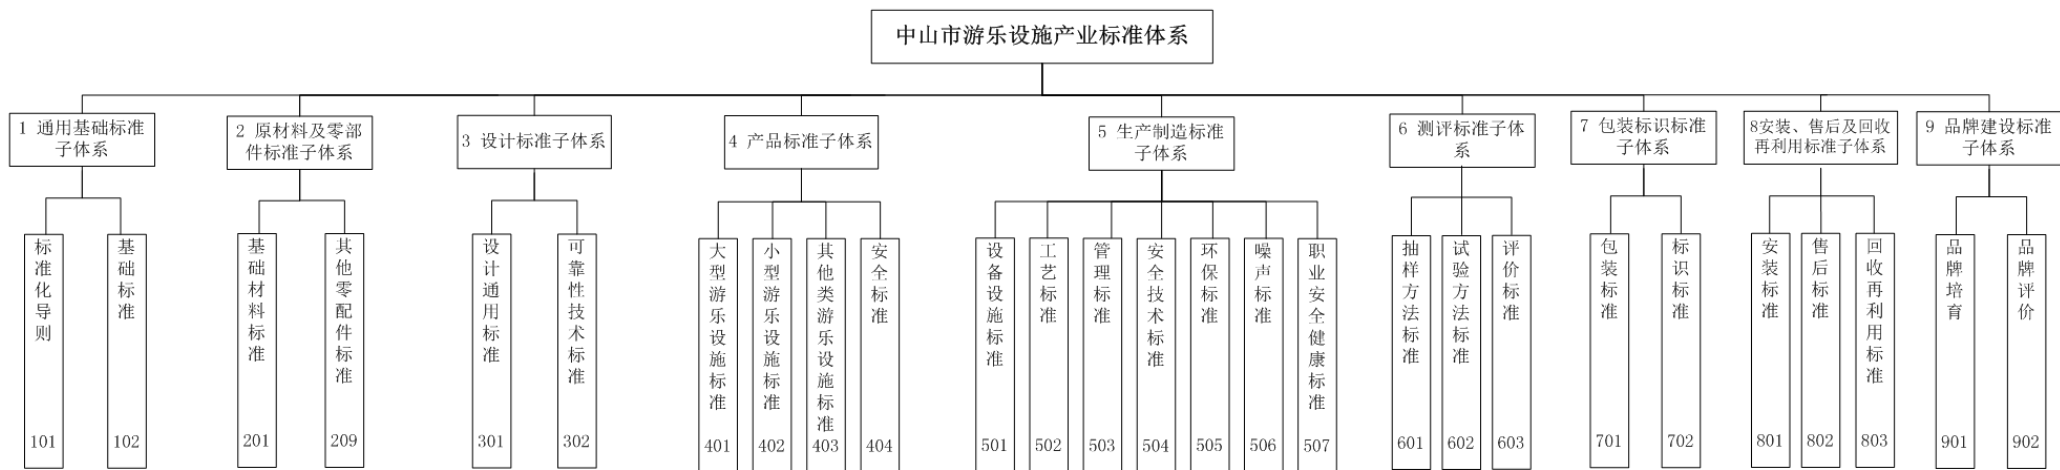 中山市游乐设施产业标准体系
1 通用基础标准
子体系
2 原材料及零部
件标准子体系
3 设计标准子体系
4 产品标准子体系
5 生产制造标准
子体系
6 测评标准子体
系
7 包装标识标准
子体系
8安装、售后及回收
再利用标准子体系
9 品牌建设标准
子体系
标准化导则
101
基础标准
102
基础材料标准
201
其他零配件标准
209
设计通用标准
301
可靠性技术标准
302
大型游乐设施标准
401
小型游乐设施标准
402
其他类游乐设施标准
403
安全标准
404
设备设施标准
501
工艺标准
502
管理标准
503
安全技术标准
504
环保标准
505
噪声标准
506
职业安全健康标准
507
抽样方法标准
601
试验方法标准
602
评价标准
603
包装标准
701
标识标准
702
安装标准
801
售后标准
802
回收再利用标准
803
品牌培育
901
品牌评价
902